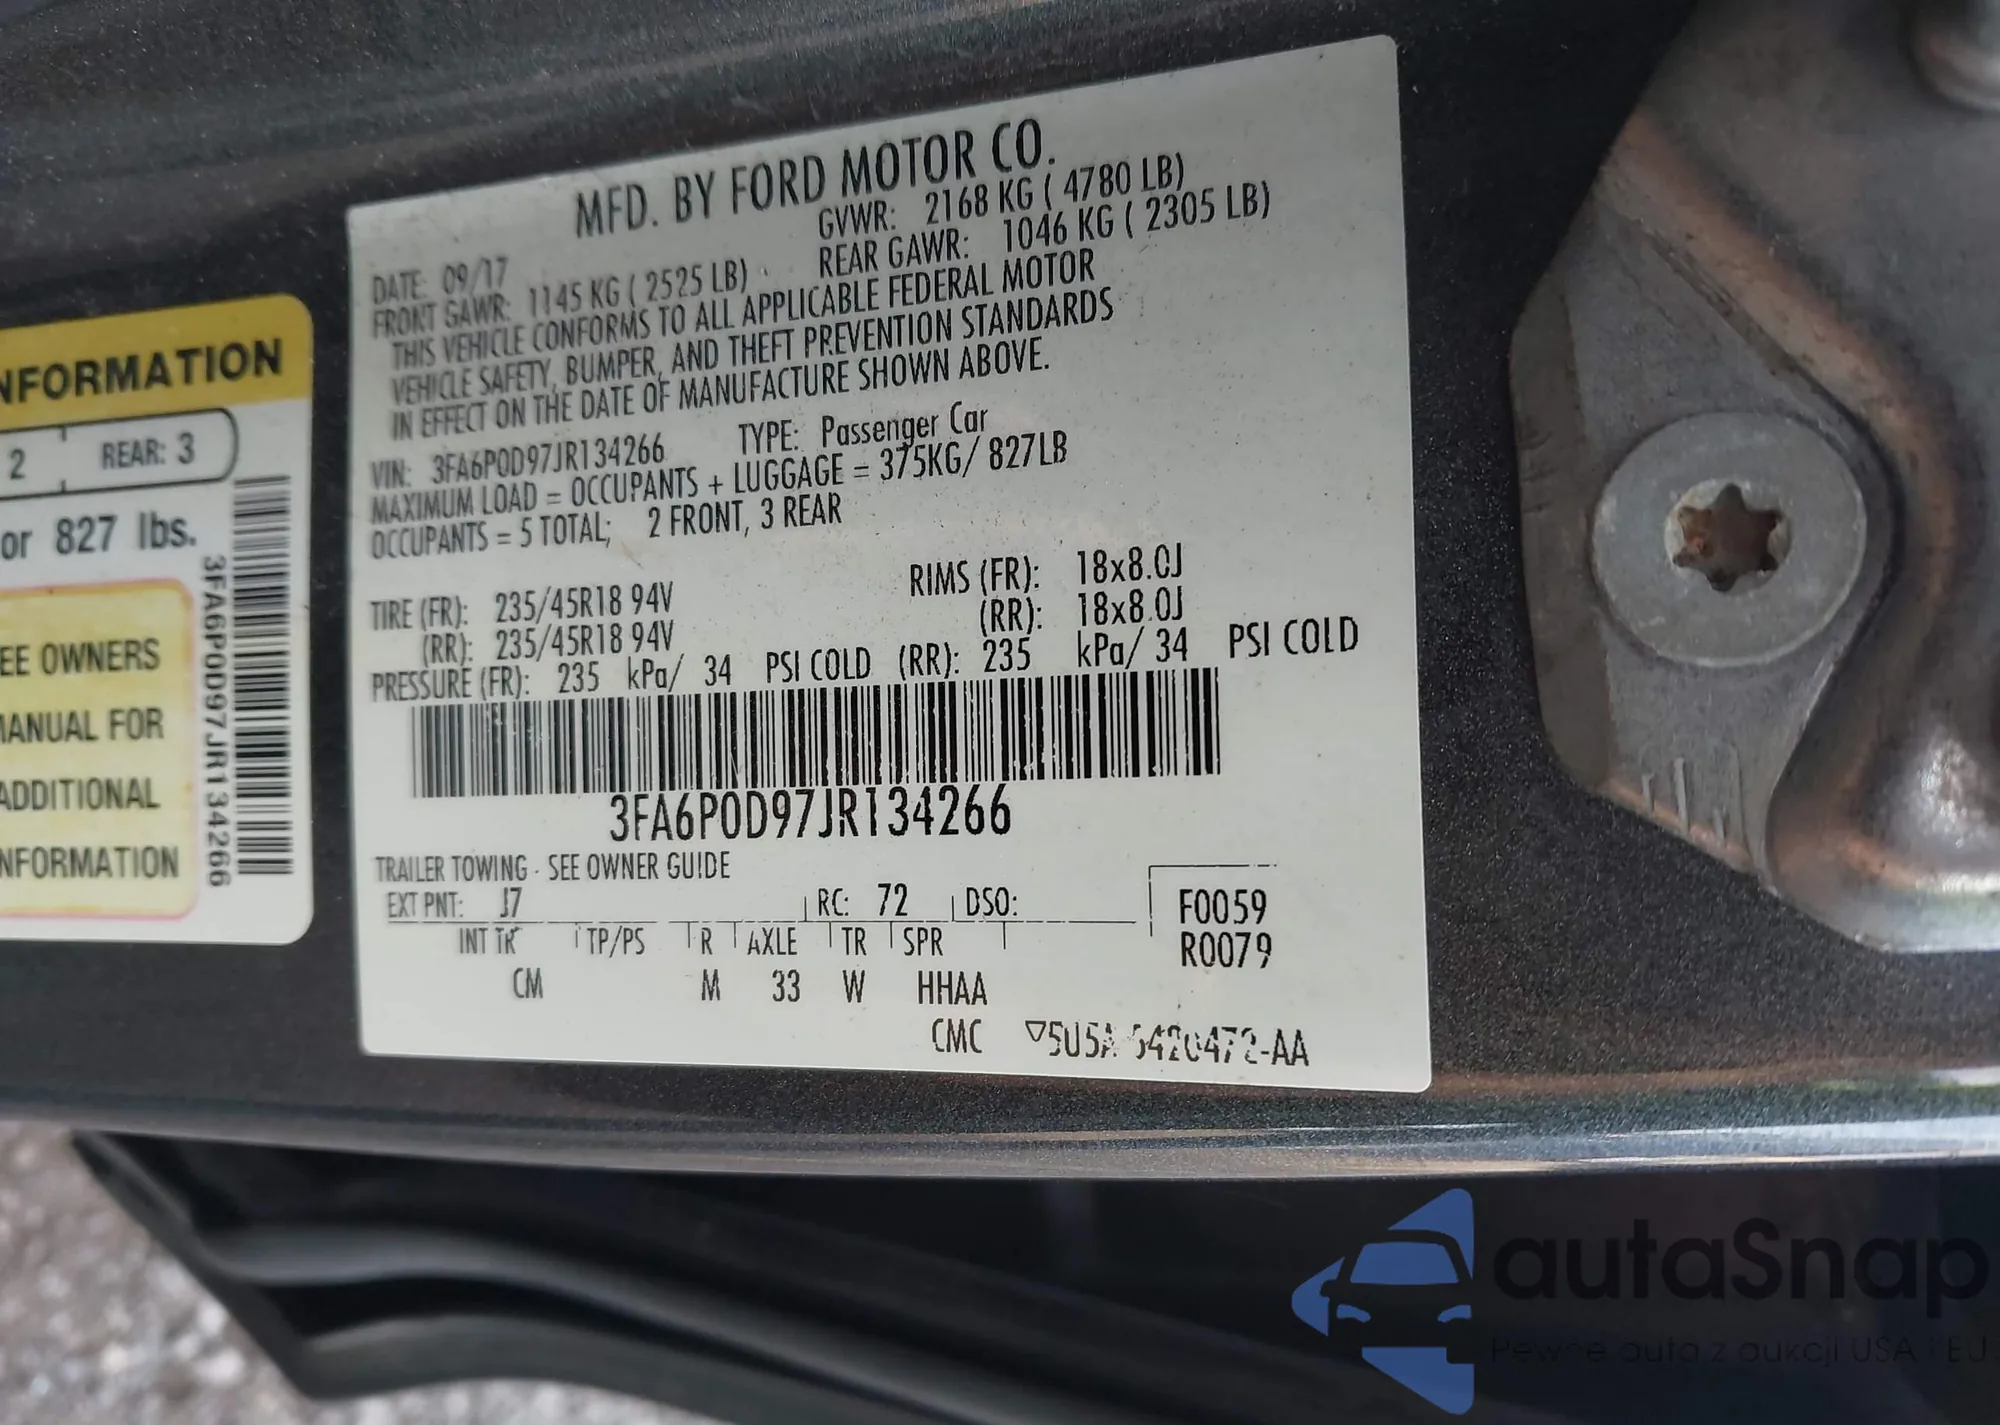 MFD. BY FORD MOTOR CO.
DATE: 09/17 GVWR: 2168 KG ( 4780 LB)
FRONT GAWR: 1145 KG ( 2525 LB) REAR GAWR: 1046 KG ( 2305 LB)
THIS VEHICLE CONFORMS TO ALL APPLICABLE FEDERAL MOTOR
VEHICLE SAFETY, BUMPER, AND THEFT PREVENTION STANDARDS
IN EFFECT ON THE DATE OF MANUFACTURE SHOWN ABOVE.
VIN: 3FA6P0D97JR134266 TYPE: Passenger Car
MAXIMUM LOAD = OCCUPANTS + LUGGAGE = 375KG/ 827LB
OCCUPANTS = 5 TOTAL; 2 FRONT, 3 REAR
TIRE (FR): 235/45R18 94V RIMS (FR): 18x8.0J
(RR): 235/45R18 94V (RR): 18x8.0J
PRESSURE (FR): 235 kPa/ 34 PSI COLD (RR): 235 kPa/ 34 PSI COLD
3FA6P0D97JR134266
TRAILER TOWING - SEE OWNER GUIDE
EXT PNT: J7 RC: 72 DSO: F0059
INT TR TP/PS R AXLE TR SPR R0079
CM M 33 W HHAA
CMC
NFORMATION
2 REAR: 3
or 827 lbs.
EE OWNERS
MANUAL FOR
ADDITIONAL
NFORMATION
3FA6P0D97JR134266
autaSnap
Pewne auta z aukcji USA i EU